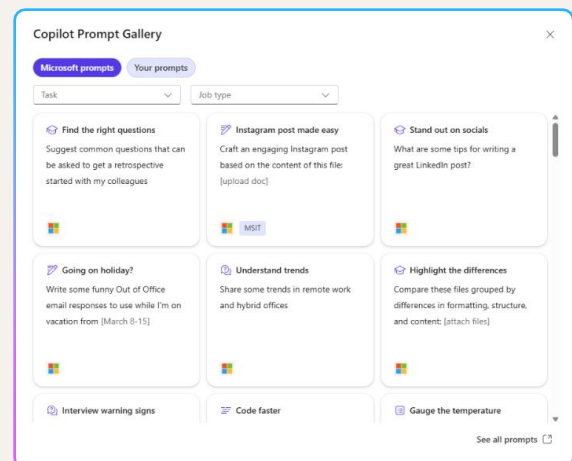 Copilot Prompt Gallery
Microsoft prompts
Your prompts
Task
Job type
Find the right questions
Suggest common questions that can
be asked to get a retrospective
started with my colleagues
Instagram post made easy
Craft an engaging Instagram post
based on the content of this file:
[upload doc]
MSIT
Stand out on socials
What are some tips for writing a
great LinkedIn post?
Going on holiday?
Write some funny Out of Office
email responses to use while I'm on
vacation from [March 8-15]
Understand trends
Share some trends in remote work
and hybrid offices
Highlight the differences
Compare these files grouped by
differences in formatting, structure,
and content: [attach files]
Interview warning signs
Code faster
Gauge the temperature
See all prompts